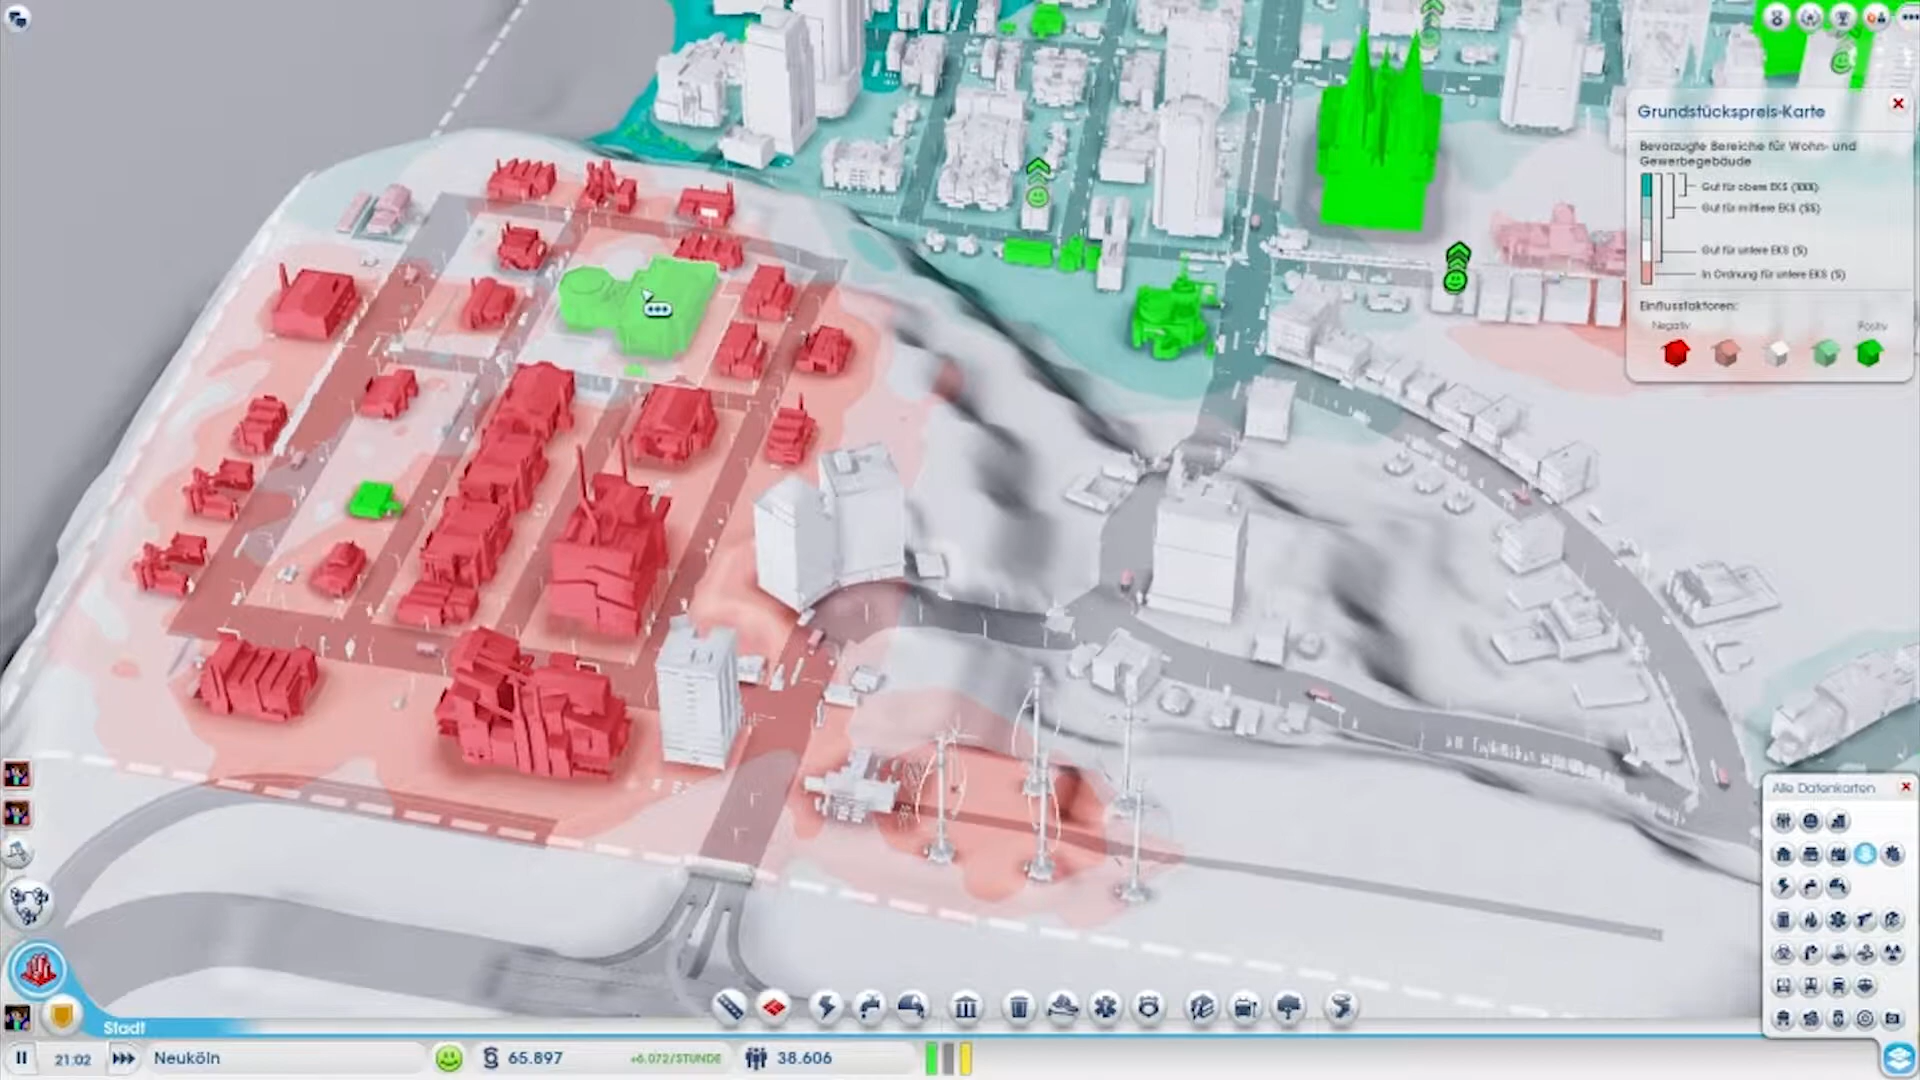 Grundstückspreis-Karte
Bevorzugte Bereiche für Wohn- und
Gewerbegebäude
Gut für obere EKS ($$$)
Gut für mittlere EKS ($$)
Gut für untere EKS ($)
In Ordnung für untere EKS ($)
Einflussfaktoren:
Negativ
Positiv
Alle Datenkarten
Stadt
21:02
Neuköln
65.897
+6.072/STUNDE
38.606